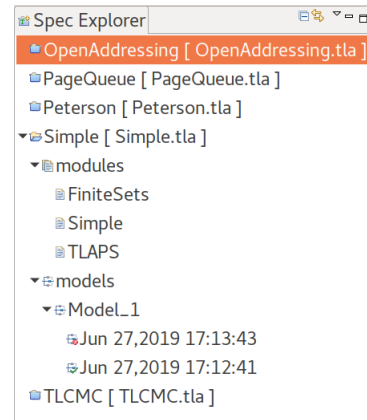 Spec Explorer
OpenAddressing [ OpenAddressing.tla ]
PageQueue [ PageQueue.tla ]
Peterson [ Peterson.tla ]
Simple [ Simple.tla ]
modules
FiniteSets
Simple
TLAPS
models
Model_1
Jun 27,2019 17:13:43
Jun 27,2019 17:12:41
TLCMC [ TLCMC.tla ]